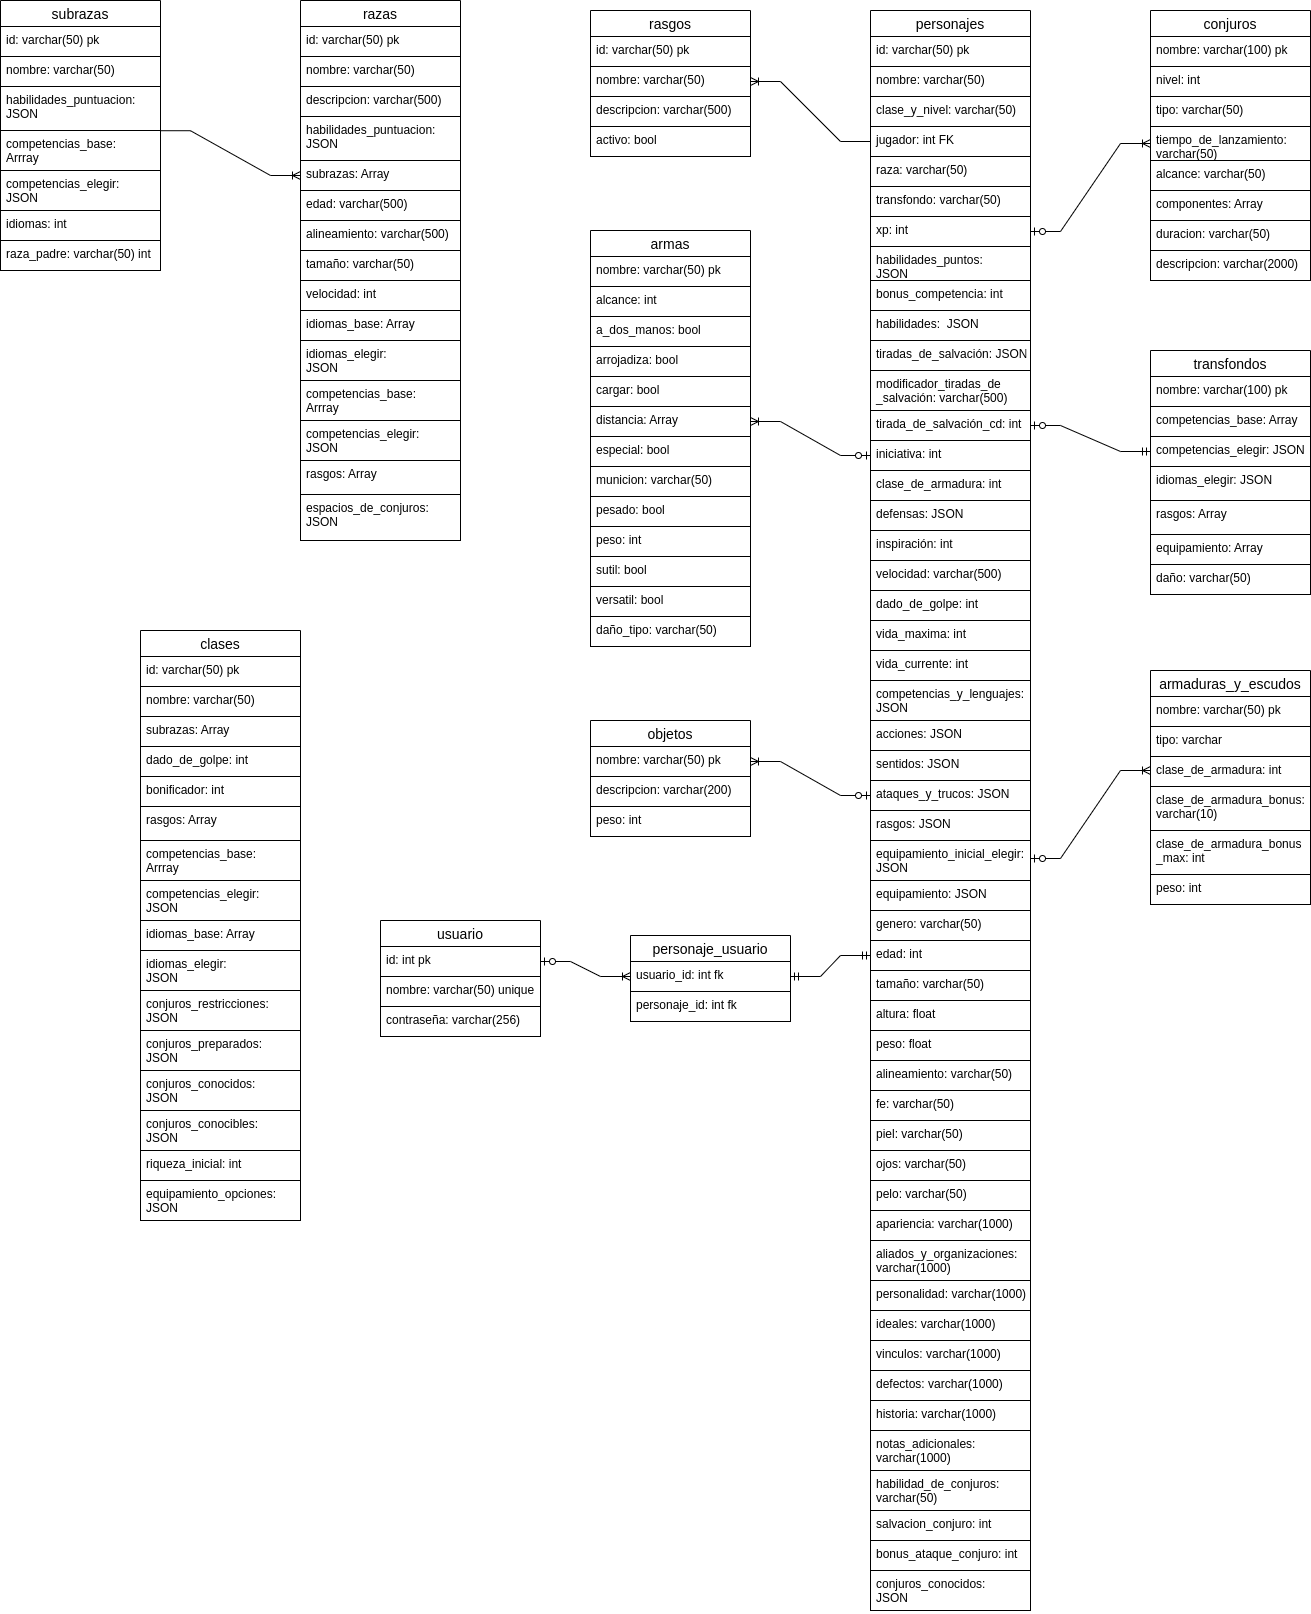 subrazas
id: varchar(50) pk
nombre: varchar(50)
habilidades_puntuacion:
JSON
competencias_base:
Arrray
competencias_elegir:
JSON
idiomas: int
raza_padre: varchar(50) int
razas
id: varchar(50) pk
nombre: varchar(50)
descripcion: varchar(500)
habilidades_puntuacion:
JSON
subrazas: Array
edad: varchar(500)
alineamiento: varchar(500)
tamaño: varchar(50)
velocidad: int
idiomas_base: Array
idiomas_elegir:
JSON
competencias_base:
Arrray
competencias_elegir:
JSON
rasgos: Array
espacios_de_conjuros:
JSON
clases
id: varchar(50) pk
nombre: varchar(50)
subrazas: Array
dado_de_golpe: int
bonificador: int
rasgos: Array
competencias_base:
Arrray
competencias_elegir:
JSON
idiomas_base: Array
idiomas_elegir:
JSON
conjuros_restricciones:
JSON
conjuros_preparados:
JSON
conjuros_conocidos:
JSON
conjuros_conocibles:
JSON
riqueza_inicial: int
equipamiento_opciones:
JSON
usuario
id: int pk
nombre: varchar(50) unique
contraseña: varchar(256)
rasgos
id: varchar(50) pk
nombre: varchar(50)
descripcion: varchar(500)
activo: bool
armas
nombre: varchar(50) pk
alcance: int
a_dos_manos: bool
arrojadiza: bool
cargar: bool
distancia: Array
especial: bool
municion: varchar(50)
pesado: bool
peso: int
sutil: bool
versatil: bool
daño_tipo: varchar(50)
objetos
nombre: varchar(50) pk
descripcion: varchar(200)
peso: int
personaje_usuario
usuario_id: int fk
personaje_id: int fk
personajes
id: varchar(50) pk
nombre: varchar(50)
clase_y_nivel: varchar(50)
jugador: int FK
raza: varchar(50)
transfondo: varchar(50)
xp: int
habilidades_puntos:
JSON
bonus_competencia: int
habilidades:  JSON
tiradas_de_salvación: JSON
modificador_tiradas_de
_salvación: varchar(500)
tirada_de_salvación_cd: int
iniciativa: int
clase_de_armadura: int
defensas: JSON
inspiración: int
velocidad: varchar(500)
dado_de_golpe: int
vida_maxima: int
vida_currente: int
competencias_y_lenguajes:
JSON
acciones: JSON
sentidos: JSON
ataques_y_trucos: JSON
rasgos: JSON
equipamiento_inicial_elegir:
JSON
equipamiento: JSON
genero: varchar(50)
edad: int
tamaño: varchar(50)
altura: float
peso: float
alineamiento: varchar(50)
fe: varchar(50)
piel: varchar(50)
ojos: varchar(50)
pelo: varchar(50)
apariencia: varchar(1000)
aliados_y_organizaciones:
varchar(1000)
personalidad: varchar(1000)
ideales: varchar(1000)
vinculos: varchar(1000)
defectos: varchar(1000)
historia: varchar(1000)
notas_adicionales:
varchar(1000)
habilidad_de_conjuros:
varchar(50)
salvacion_conjuro: int
bonus_ataque_conjuro: int
conjuros_conocidos:
JSON
conjuros
nombre: varchar(100) pk
nivel: int
tipo: varchar(50)
tiempo_de_lanzamiento:
varchar(50)
alcance: varchar(50)
componentes: Array
duracion: varchar(50)
descripcion: varchar(2000)
transfondos
nombre: varchar(100) pk
competencias_base: Array
competencias_elegir: JSON
idiomas_elegir: JSON
rasgos: Array
equipamiento: Array
daño: varchar(50)
armaduras_y_escudos
nombre: varchar(50) pk
tipo: varchar
clase_de_armadura: int
clase_de_armadura_bonus:
varchar(10)
clase_de_armadura_bonus
_max: int
peso: int